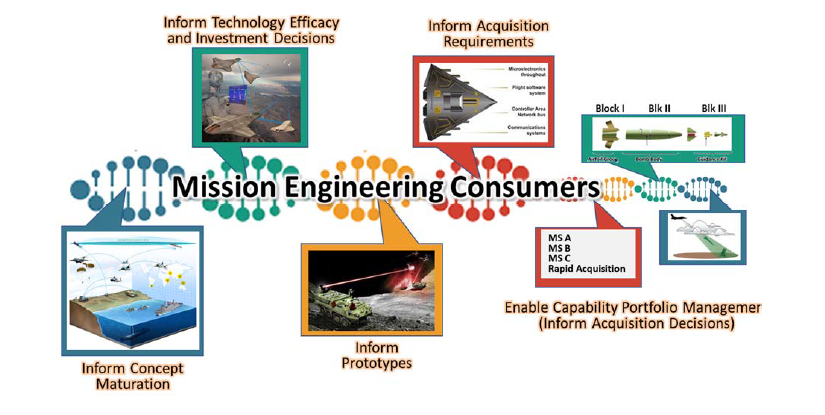 Inform Technology Efficacy
and Investment Decisions
Inform Acquisition
Requirements
Microelectronics
throughout
Flight software
system
Controller Area
Network bus
Communications
systems
Block I
Blk II
Blk III
Mission Engineering Consumers
MS A
MS B
MS C
Rapid Acquisition
Enable Capability Portfolio Managemer
(Inform Acquisition Decisions)
Inform
Prototypes
Inform Concept
Maturation